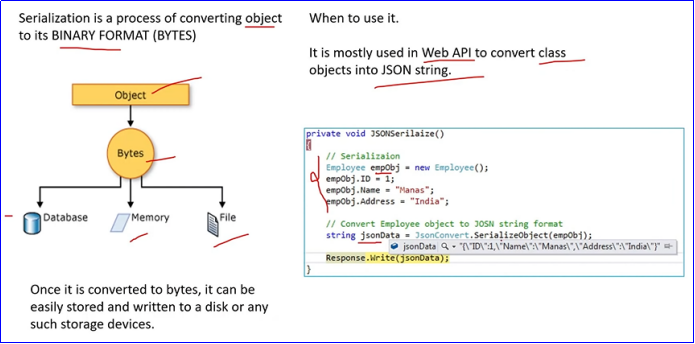 Serialization is a process of converting object
to its BINARY FORMAT (BYTES)
Object
Bytes
Database
Memory
File
Once it is converted to bytes, it can be
easily stored and written to a disk or any
such storage devices.
When to use it.
It is mostly used in Web API to convert class
objects into JSON string.
private void JSONSerilaize()
{
// Serializaion
Employee empObj = new Employee();
empObj.ID = 1;
empObj.Name = "Manas";
empObj.Address = "India";
// Convert Employee object to JOSN string format
string jsonData = JsonConvert.SerializeObject(empObj);
jsonData "{\"ID\":1,\"Name\":\"Manas\",\"Address\":\"India\"}"
Response.Write(jsonData);
}